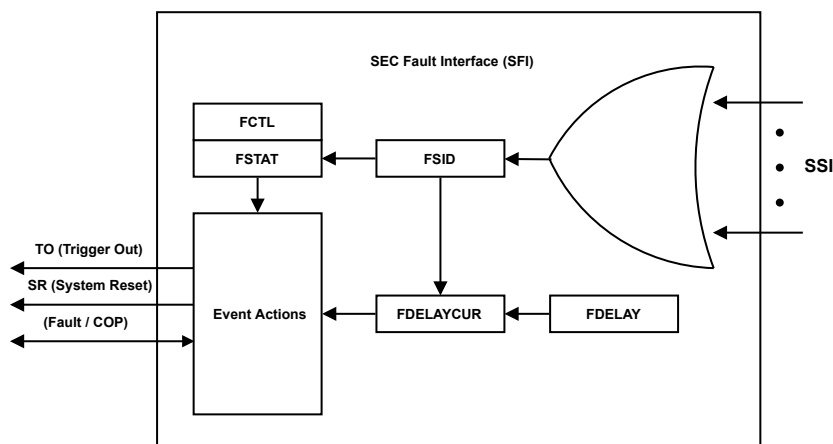 SEC Fault Interface (SFI)
FCTL
FSTAT
FSID
SSI
TO (Trigger Out)
SR (System Reset)
(Fault / COP)
Event Actions
FDELAYCUR
FDELAY